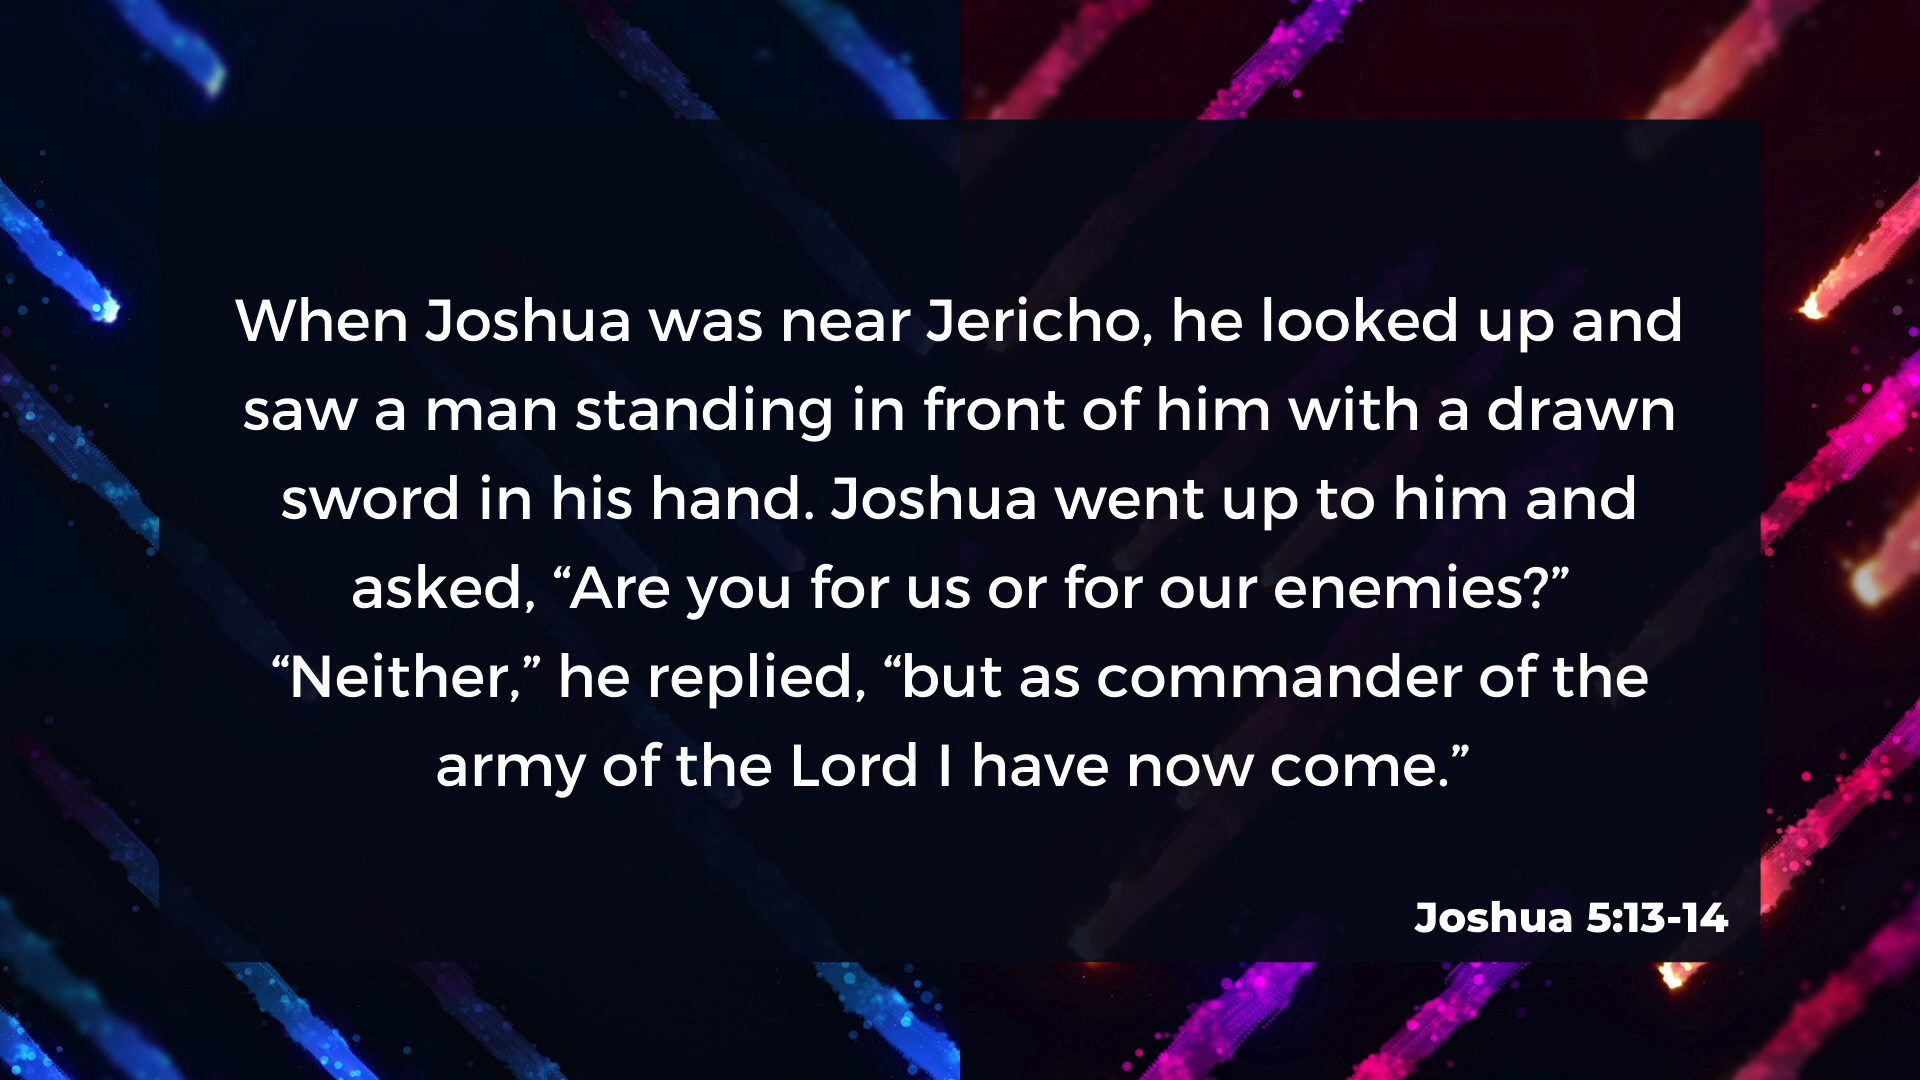 When Joshua was near Jericho, he looked up and
saw a man standing in front of him with a drawn
sword in his hand. Joshua went up to him and
asked, “Are you for us or for our enemies?”
“Neither,” he replied, “but as commander of the
army of the Lord I have now come.”
Joshua 5:13-14